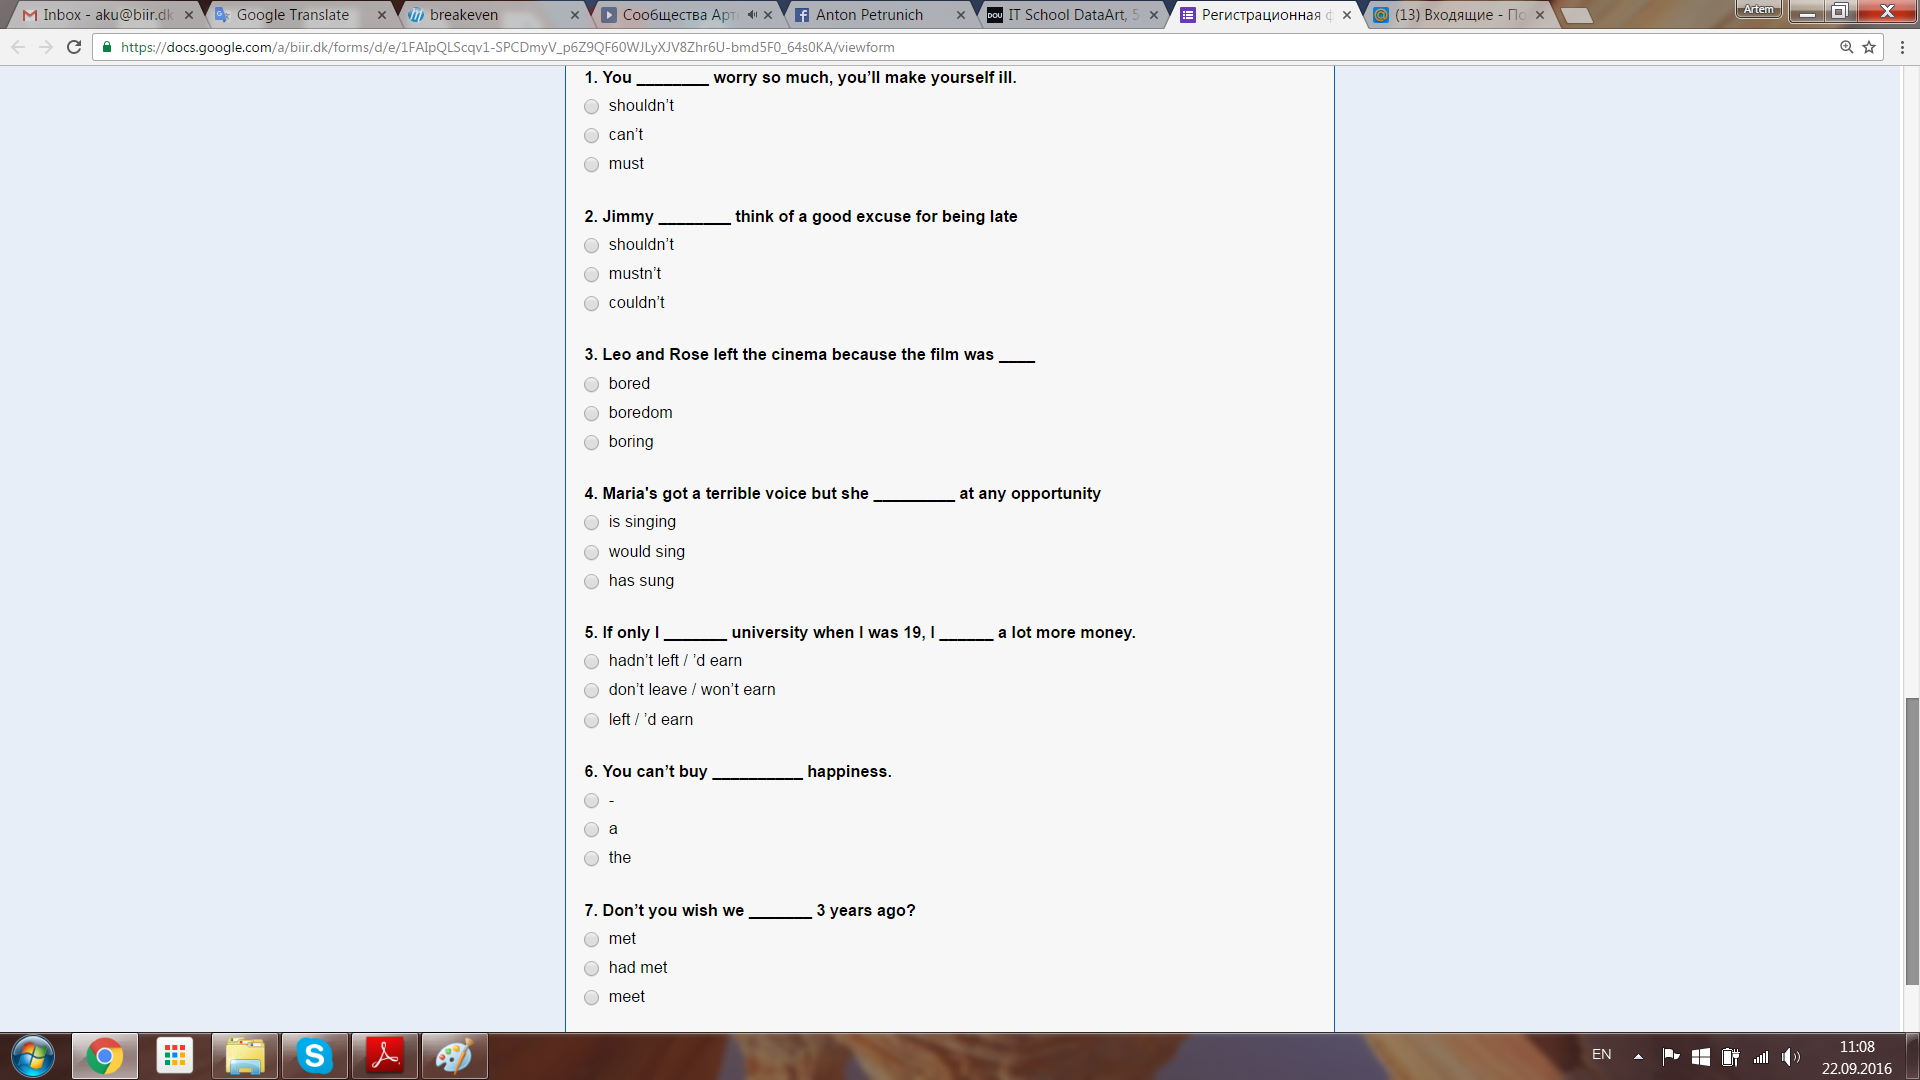 Inbox - aku@biir.dk
Google Translate
breakeven
Сообщества Арт
Anton Petrunich
DOU
IT School DataArt, 5
Регистрационная ф
(13) Входящие - По
Artem
https://docs.google.com/a/biir.dk/forms/d/e/1FAIpQLScqv1-SPCDmyV_p6Z9QF60WJLyXJV8Zhr6U-bmd5F0_64s0KA/viewform
1. You ________ worry so much, you’ll make yourself ill.
shouldn’t
can’t
must
2. Jimmy ________ think of a good excuse for being late
shouldn’t
mustn’t
couldn’t
3. Leo and Rose left the cinema because the film was ____
bored
boredom
boring
4. Maria's got a terrible voice but she _________ at any opportunity
is singing
would sing
has sung
5. If only I _______ university when I was 19, I ______ a lot more money.
hadn’t left / ’d earn
don’t leave / won’t earn
left / ’d earn
6. You can’t buy __________ happiness.
-
a
the
7. Don’t you wish we _______ 3 years ago?
met
had met
meet
EN
11:08
22.09.2016